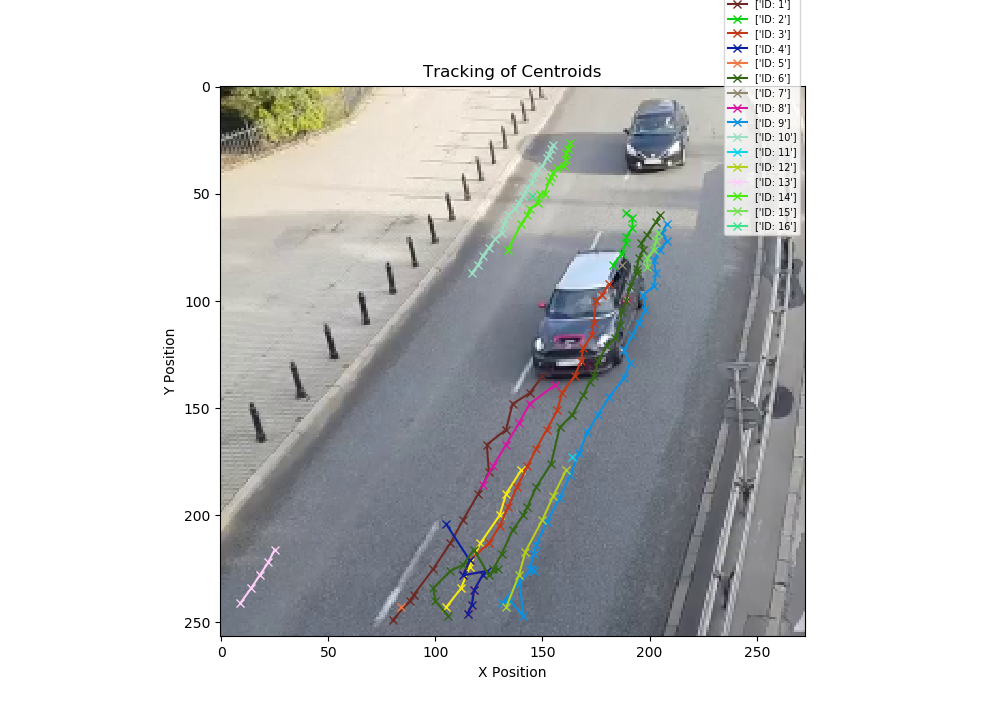 ['ID: 1']
['ID: 2']
['ID: 3']
['ID: 4']
['ID: 5']
['ID: 6']
['ID: 7']
['ID: 8']
['ID: 9']
['ID: 10']
['ID: 11']
['ID: 12']
['ID: 13']
['ID: 14']
['ID: 15']
['ID: 16']
Tracking of Centroids
0
50
100
150
200
250
Y Position
0 50 100 150 200 250
X Position